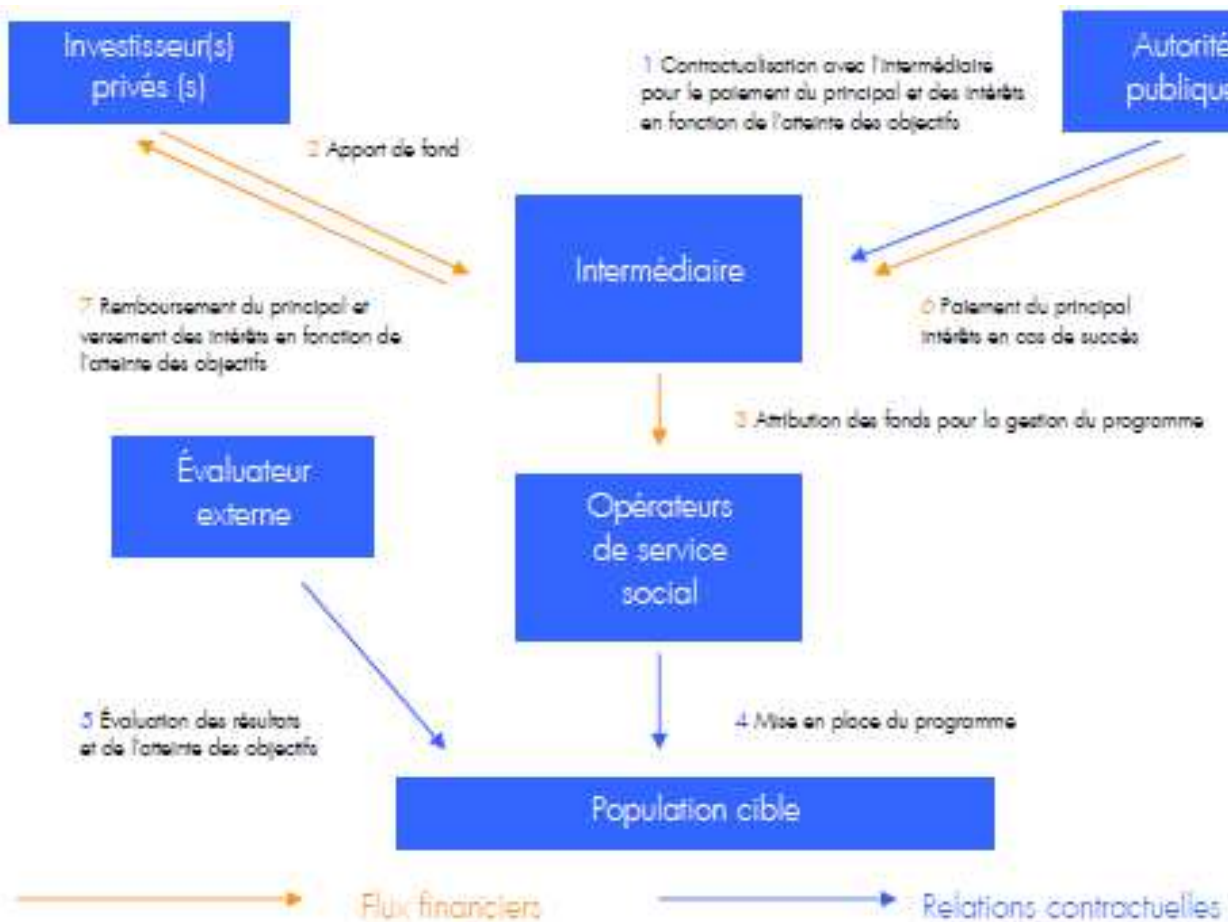 Investisseur(s)
privés (s)
1 Contractualisation avec l'intermédiaire
pour le paiement du principal et des intérêts
en fonction de l'atteinte des objectifs
Autorité
publique
2 Apport de fond
Intermédiaire
7 Remboursement du principal et
versement des intérêts en fonction de
l'atteinte des objectifs
6 Paiement du principal
intérêts en cas de succès
3 Attribution des fonds pour la gestion du programme
Évaluateur
externe
Opérateurs
de service
social
5 Évaluation des résultats
et de l'atteinte des objectifs
4 Mise en place du programme
Population cible
Flux financiers
Relations contractuelles